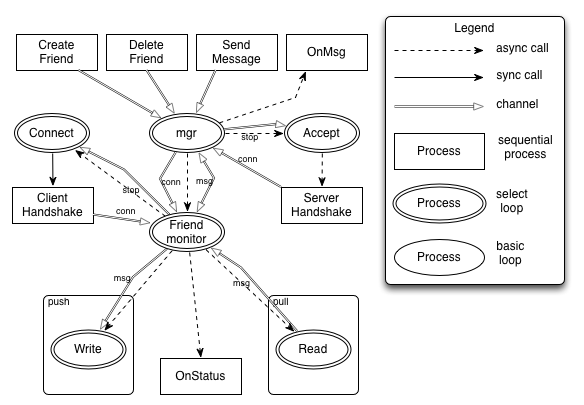 Create
Friend
Delete
Friend
Send
Message
OnMsg
Connect
mgr
Accept
stop
conn
conn
msg
stop
Client
Handshake
conn
Server
Handshake
Friend
monitor
msg
msg
push
pull
Write
Read
OnStatus
Legend
async call
sync call
channel
Process
sequential
process
Process
select
loop
Process
basic
loop